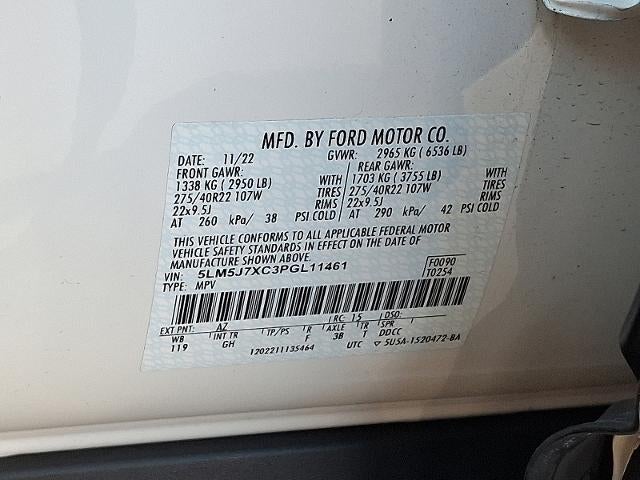 MFD. BY FORD MOTOR CO.
DATE: 11/22 GVWR: 2965 KG ( 6536 LB)
FRONT GAWR: REAR GAWR:
1338 KG ( 2950 LB) WITH 1703 KG ( 3755 LB) WITH
275/40R22 107W TIRES 275/40R22 107W TIRES
22x9.5J RIMS 22x9.5J RIMS
AT 260 kPa/ 38 PSI COLD AT 290 kPa/ 42 PSI COLD
THIS VEHICLE CONFORMS TO ALL APPLICABLE FEDERAL MOTOR
VEHICLE SAFETY STANDARDS IN EFFECT ON THE DATE OF
MANUFACTURE SHOWN ABOVE.
VIN: 5LM5J7XC3PGL11461 F0090
TYPE: MPV T0254
EXT PNT: AZ RC: 15 DSO:
WB INT TR TP/PS R AXLE TR SPR
119 GH F 3B T DDCC
1202211135464 UTC ▽ 5U5A-1520472-BA